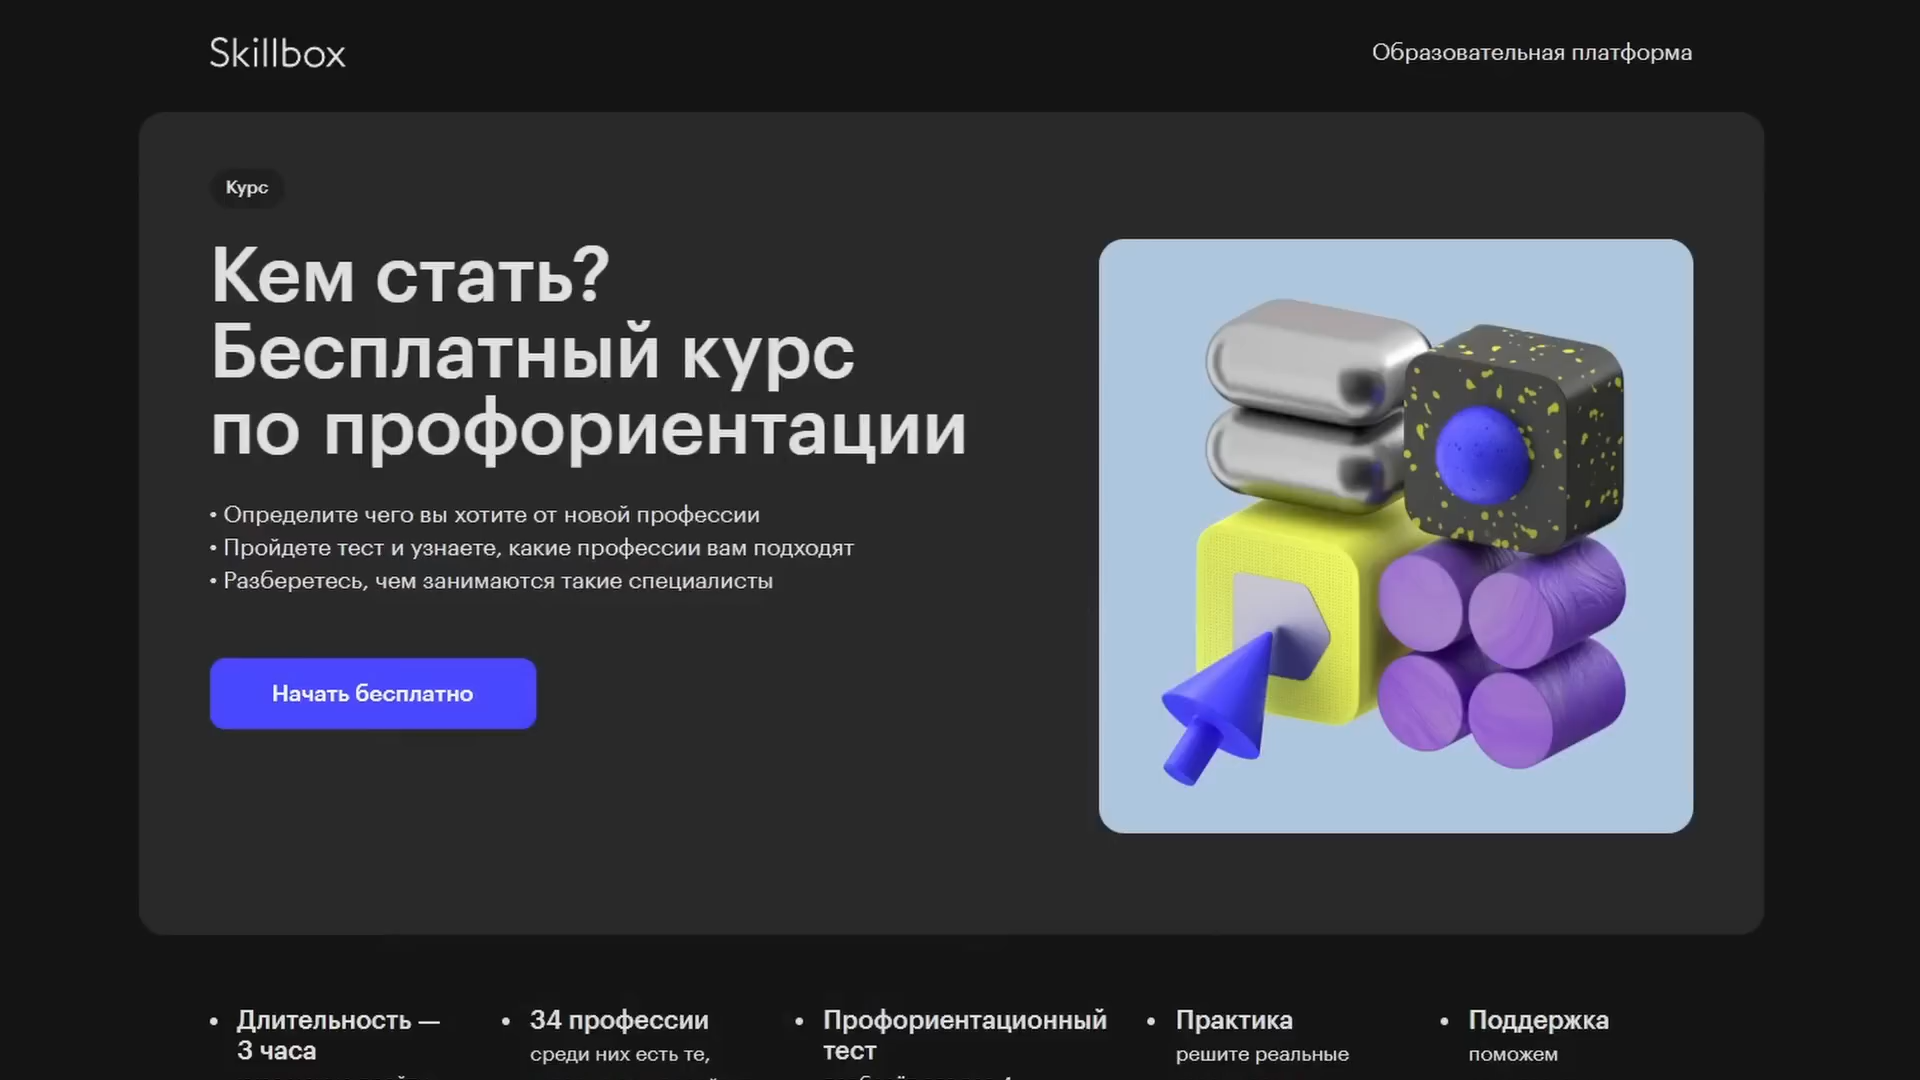 Skillbox
Образовательная платформа
Курс
Кем стать?
Бесплатный курс
по профориентации
• Определите чего вы хотите от новой профессии
• Пройдете тест и узнаете, какие профессии вам подходят
• Разберетесь, чем занимаются такие специалисты
Начать бесплатно
• Длительность —
3 часа
• 34 профессии
среди них есть те,
• Профориентационный
тест
• Практика
решите реальные
• Поддержка
поможем